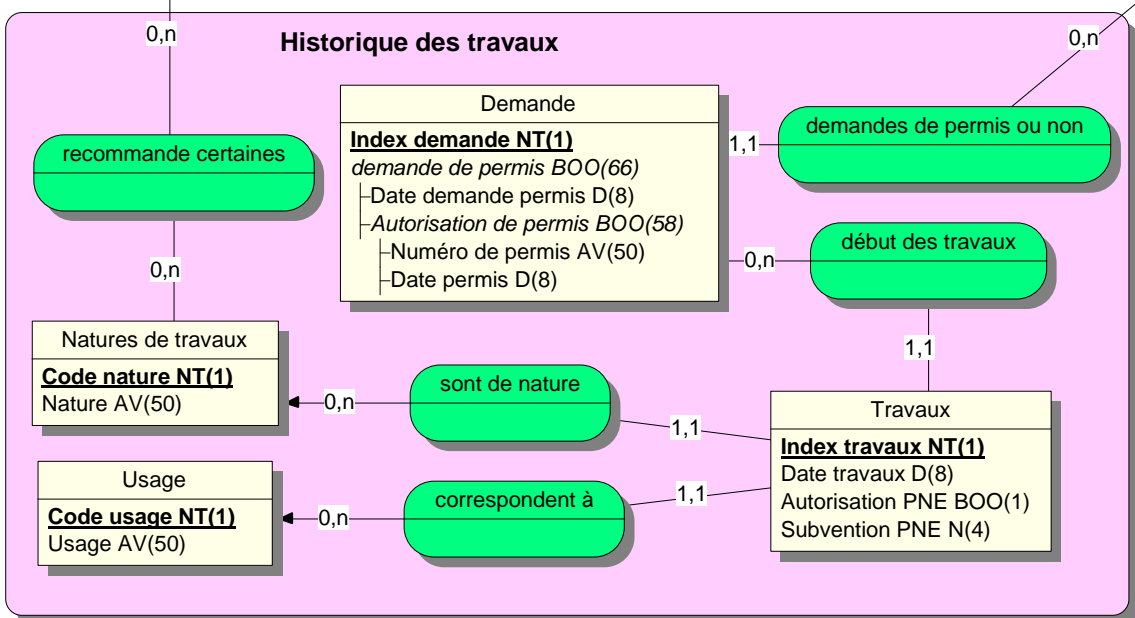 0,n
Historique des travaux
0,n
Demande
Index demande NT(1)
demande de permis BOO(66)
Date demande permis D(8)
Autorisation de permis BOO(58)
Numéro de permis AV(50)
Date permis D(8)
1,1
demandes de permis ou non
recommande certaines
0,n
0,n
début des travaux
1,1
Natures de travaux
Code nature NT(1)
Nature AV(50)
0,n
sont de nature
1,1
Travaux
Index travaux NT(1)
Date travaux D(8)
Autorisation PNE BOO(1)
Subvention PNE N(4)
Usage
Code usage NT(1)
Usage AV(50)
0,n
correspondent à
1,1